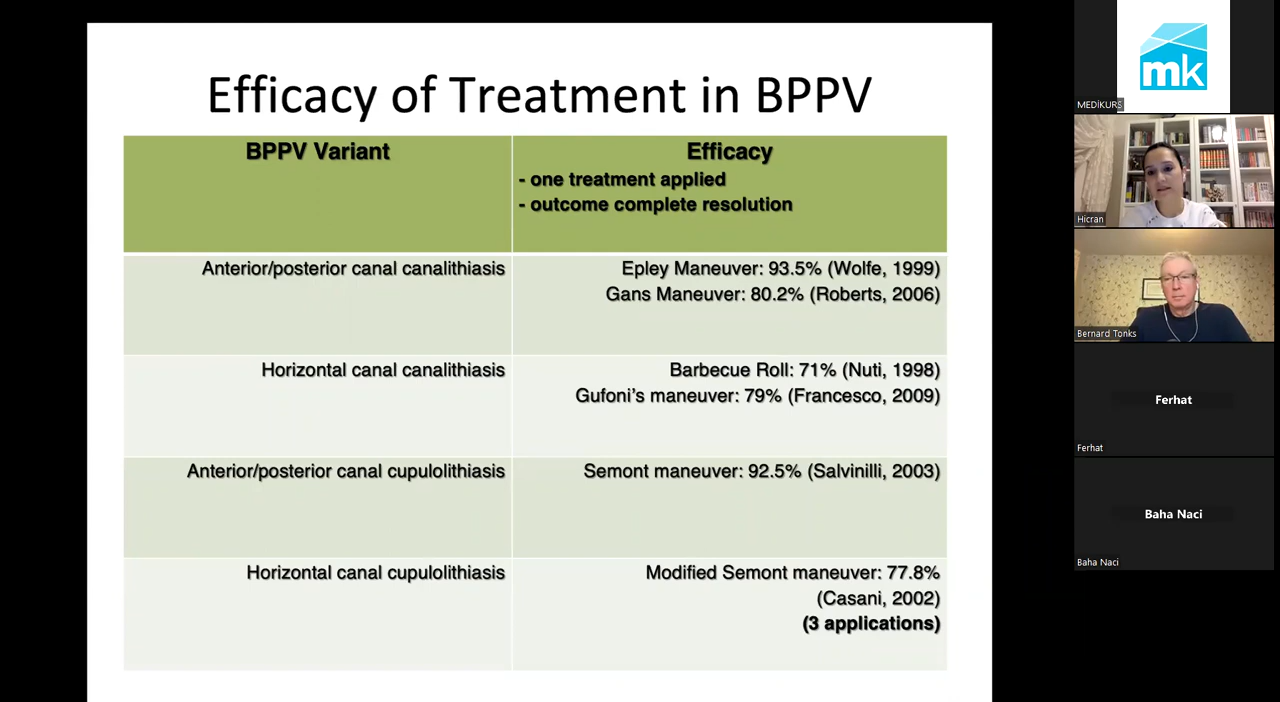 Efficacy of Treatment in BPPV
BPPV Variant
Efficacy
- one treatment applied
- outcome complete resolution
Anterior/posterior canal canalithiasis
Epley Maneuver: 93.5% (Wolfe, 1999)
Gans Maneuver: 80.2% (Roberts, 2006)
Horizontal canal canalithiasis
Barbecue Roll: 71% (Nuti, 1998)
Gufoni’s maneuver: 79% (Francesco, 2009)
Anterior/posterior canal cupulolithiasis
Semont maneuver: 92.5% (Salvinilli, 2003)
Horizontal canal cupulolithiasis
Modified Semont maneuver: 77.8%
(Casani, 2002)
(3 applications)
mk
MEDİKURS
Hicran
Bernard Tonks
Ferhat
Ferhat
Baha Naci
Baha Naci